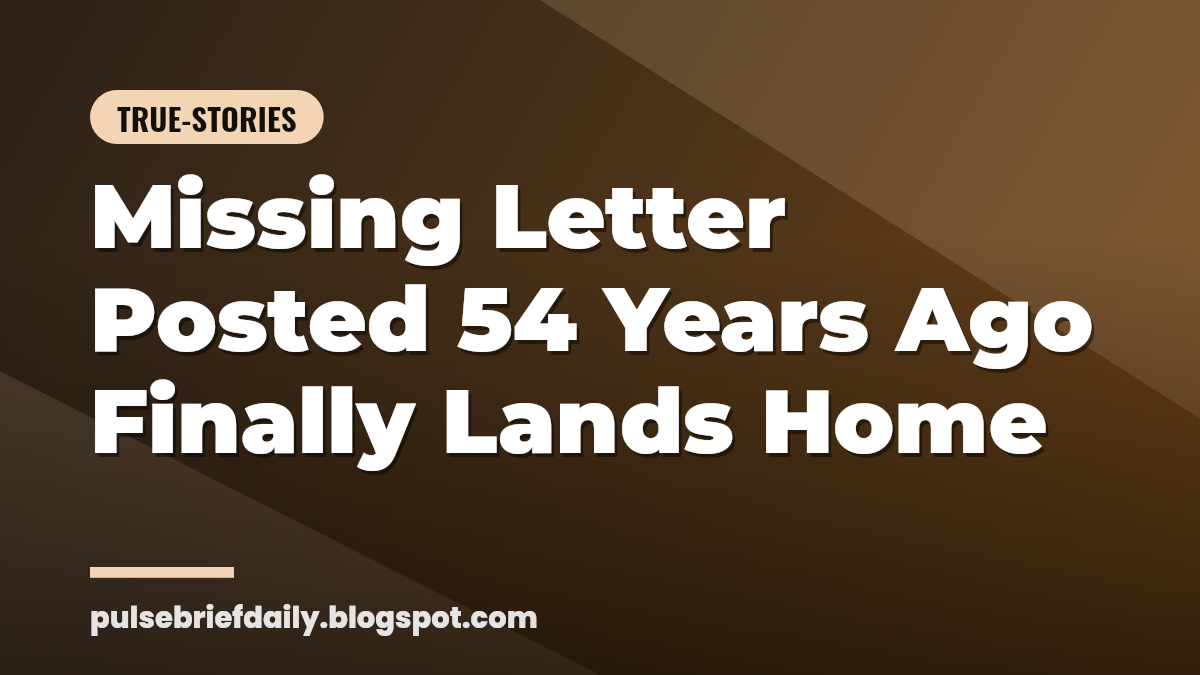 TRUE-STORIES
Missing Letter
Posted 54 Years Ago
Finally Lands Home
pulsebriefdaily.blogspot.com